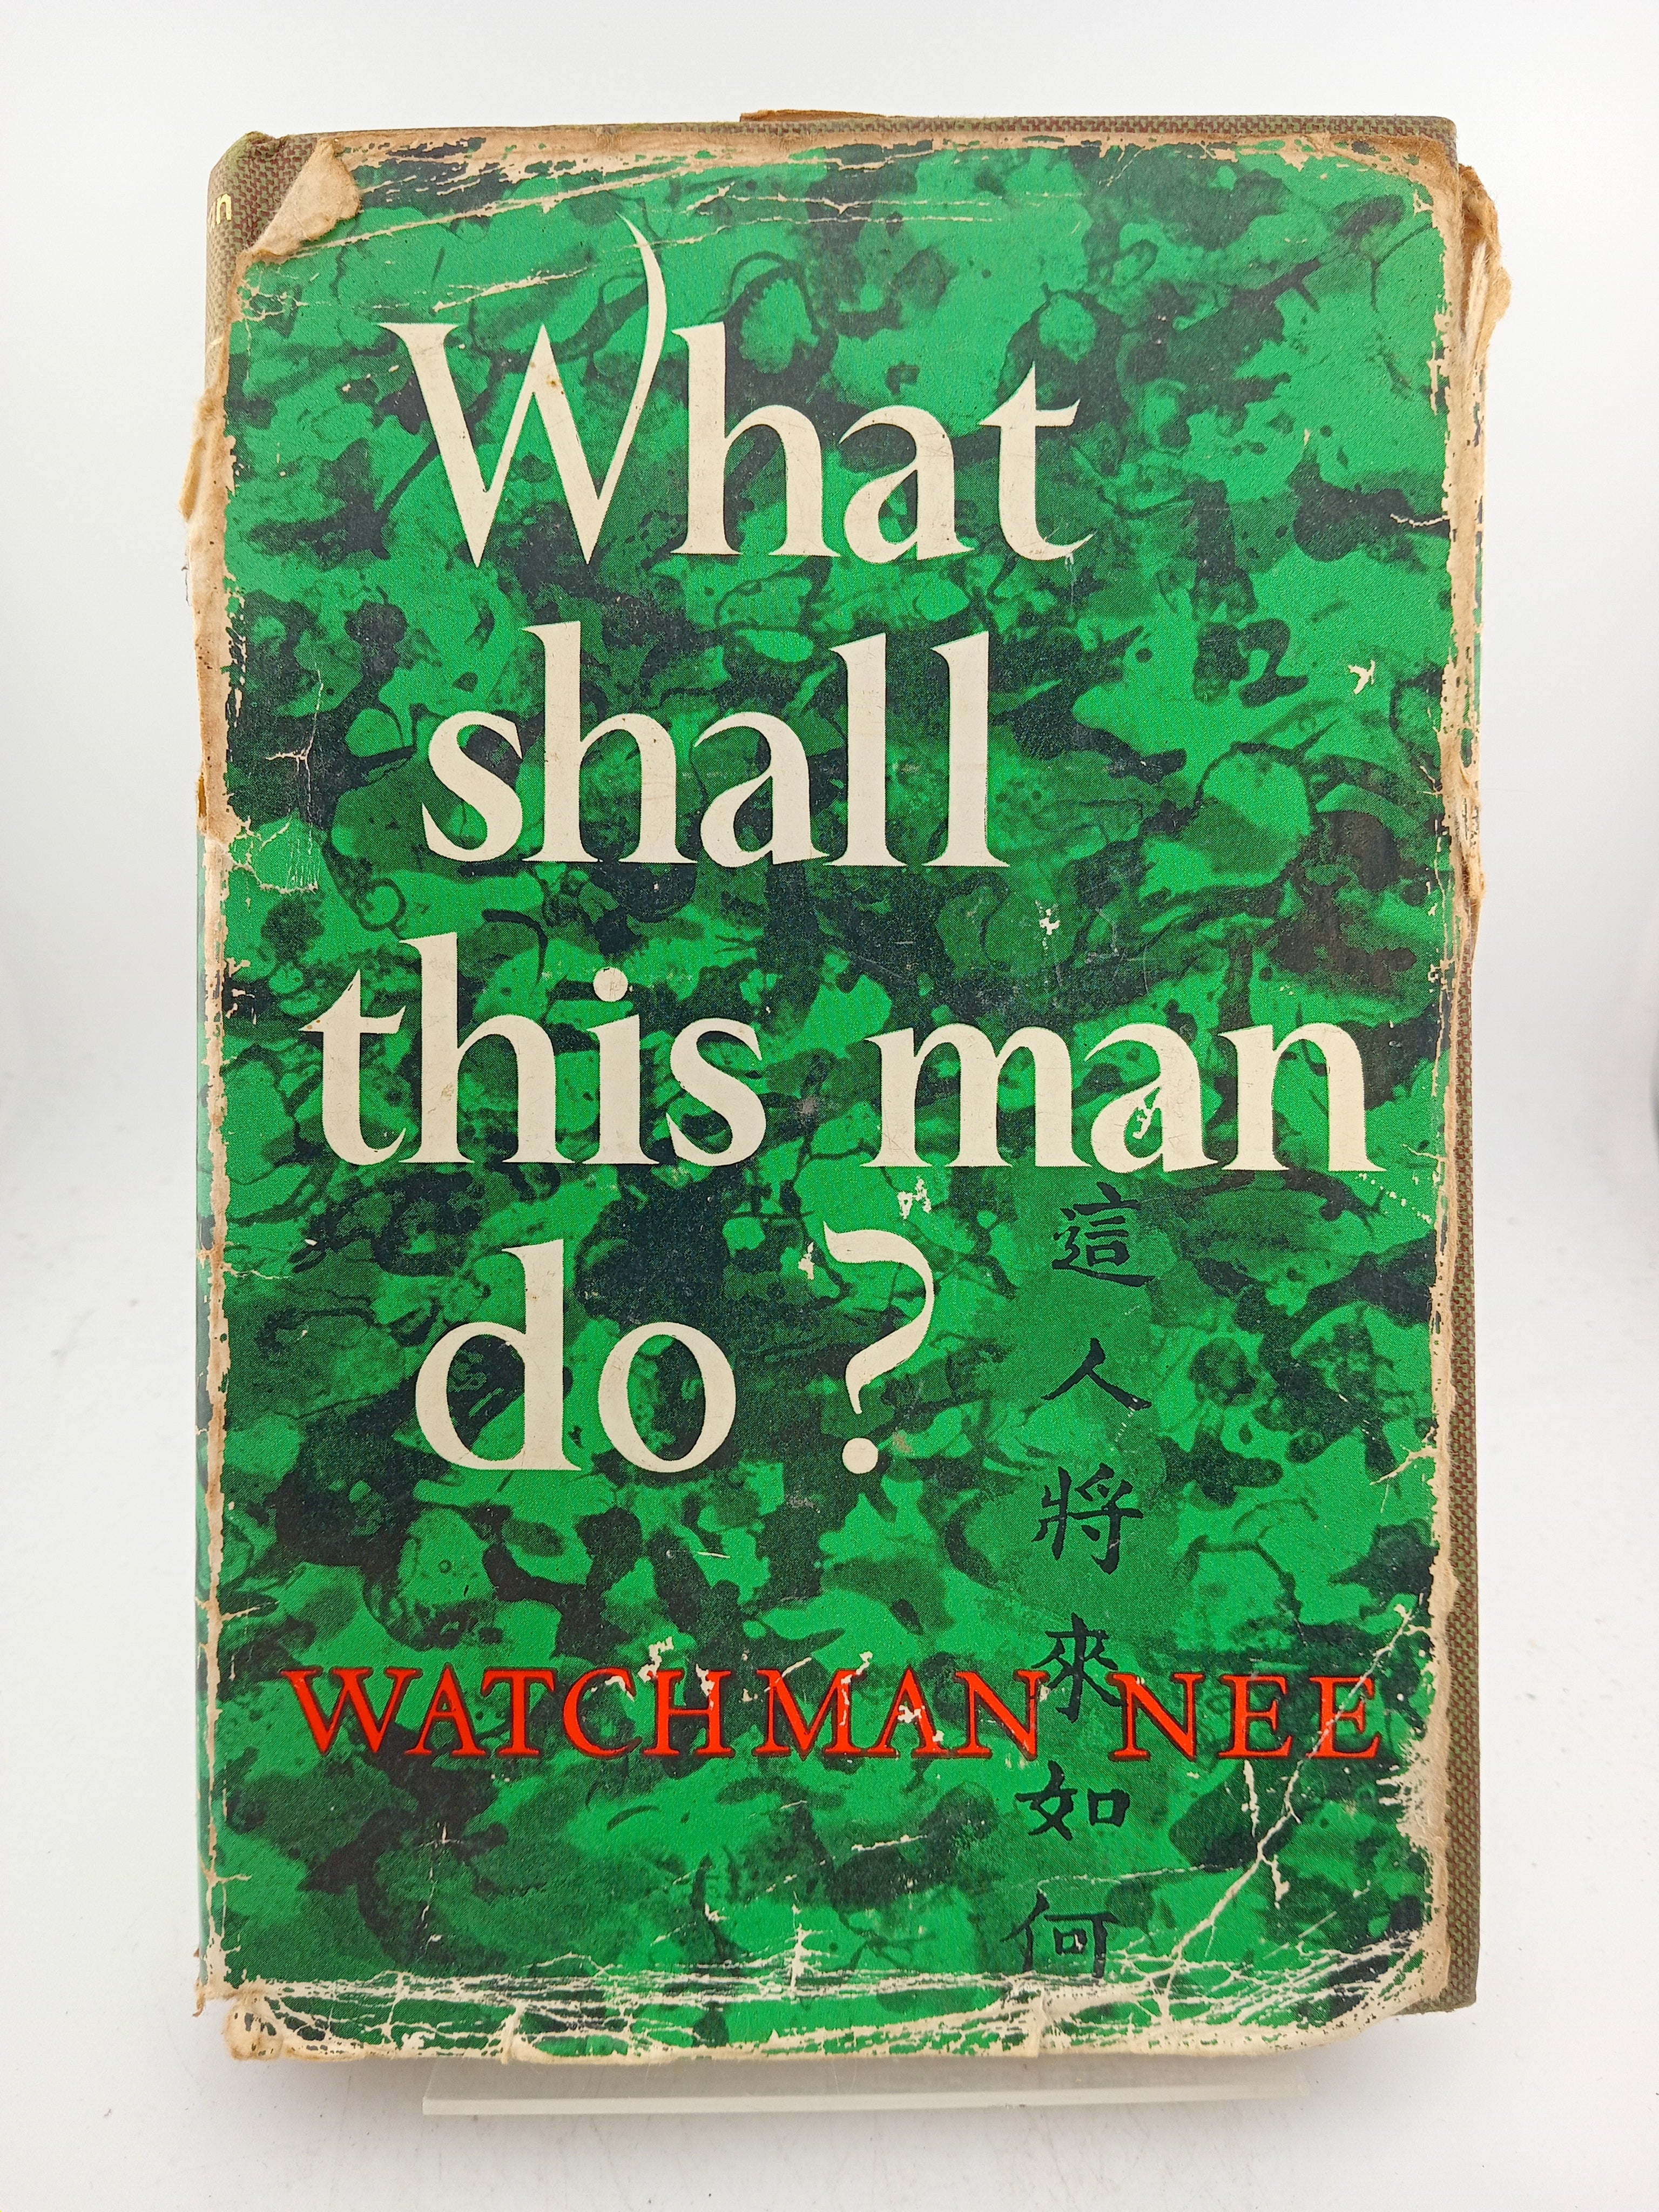 What
shall
this man
do?
這人將來如何
WATCHMAN NEE